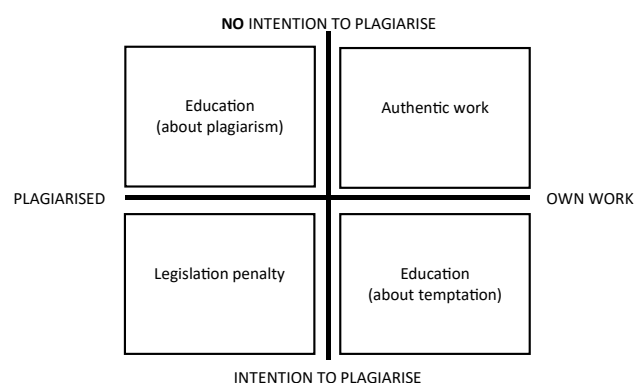 NO INTENTION TO PLAGIARISE
Education
(about plagiarism)
Authentic work
PLAGIARISED
OWN WORK
Legislation penalty
Education
(about temptation)
INTENTION TO PLAGIARISE